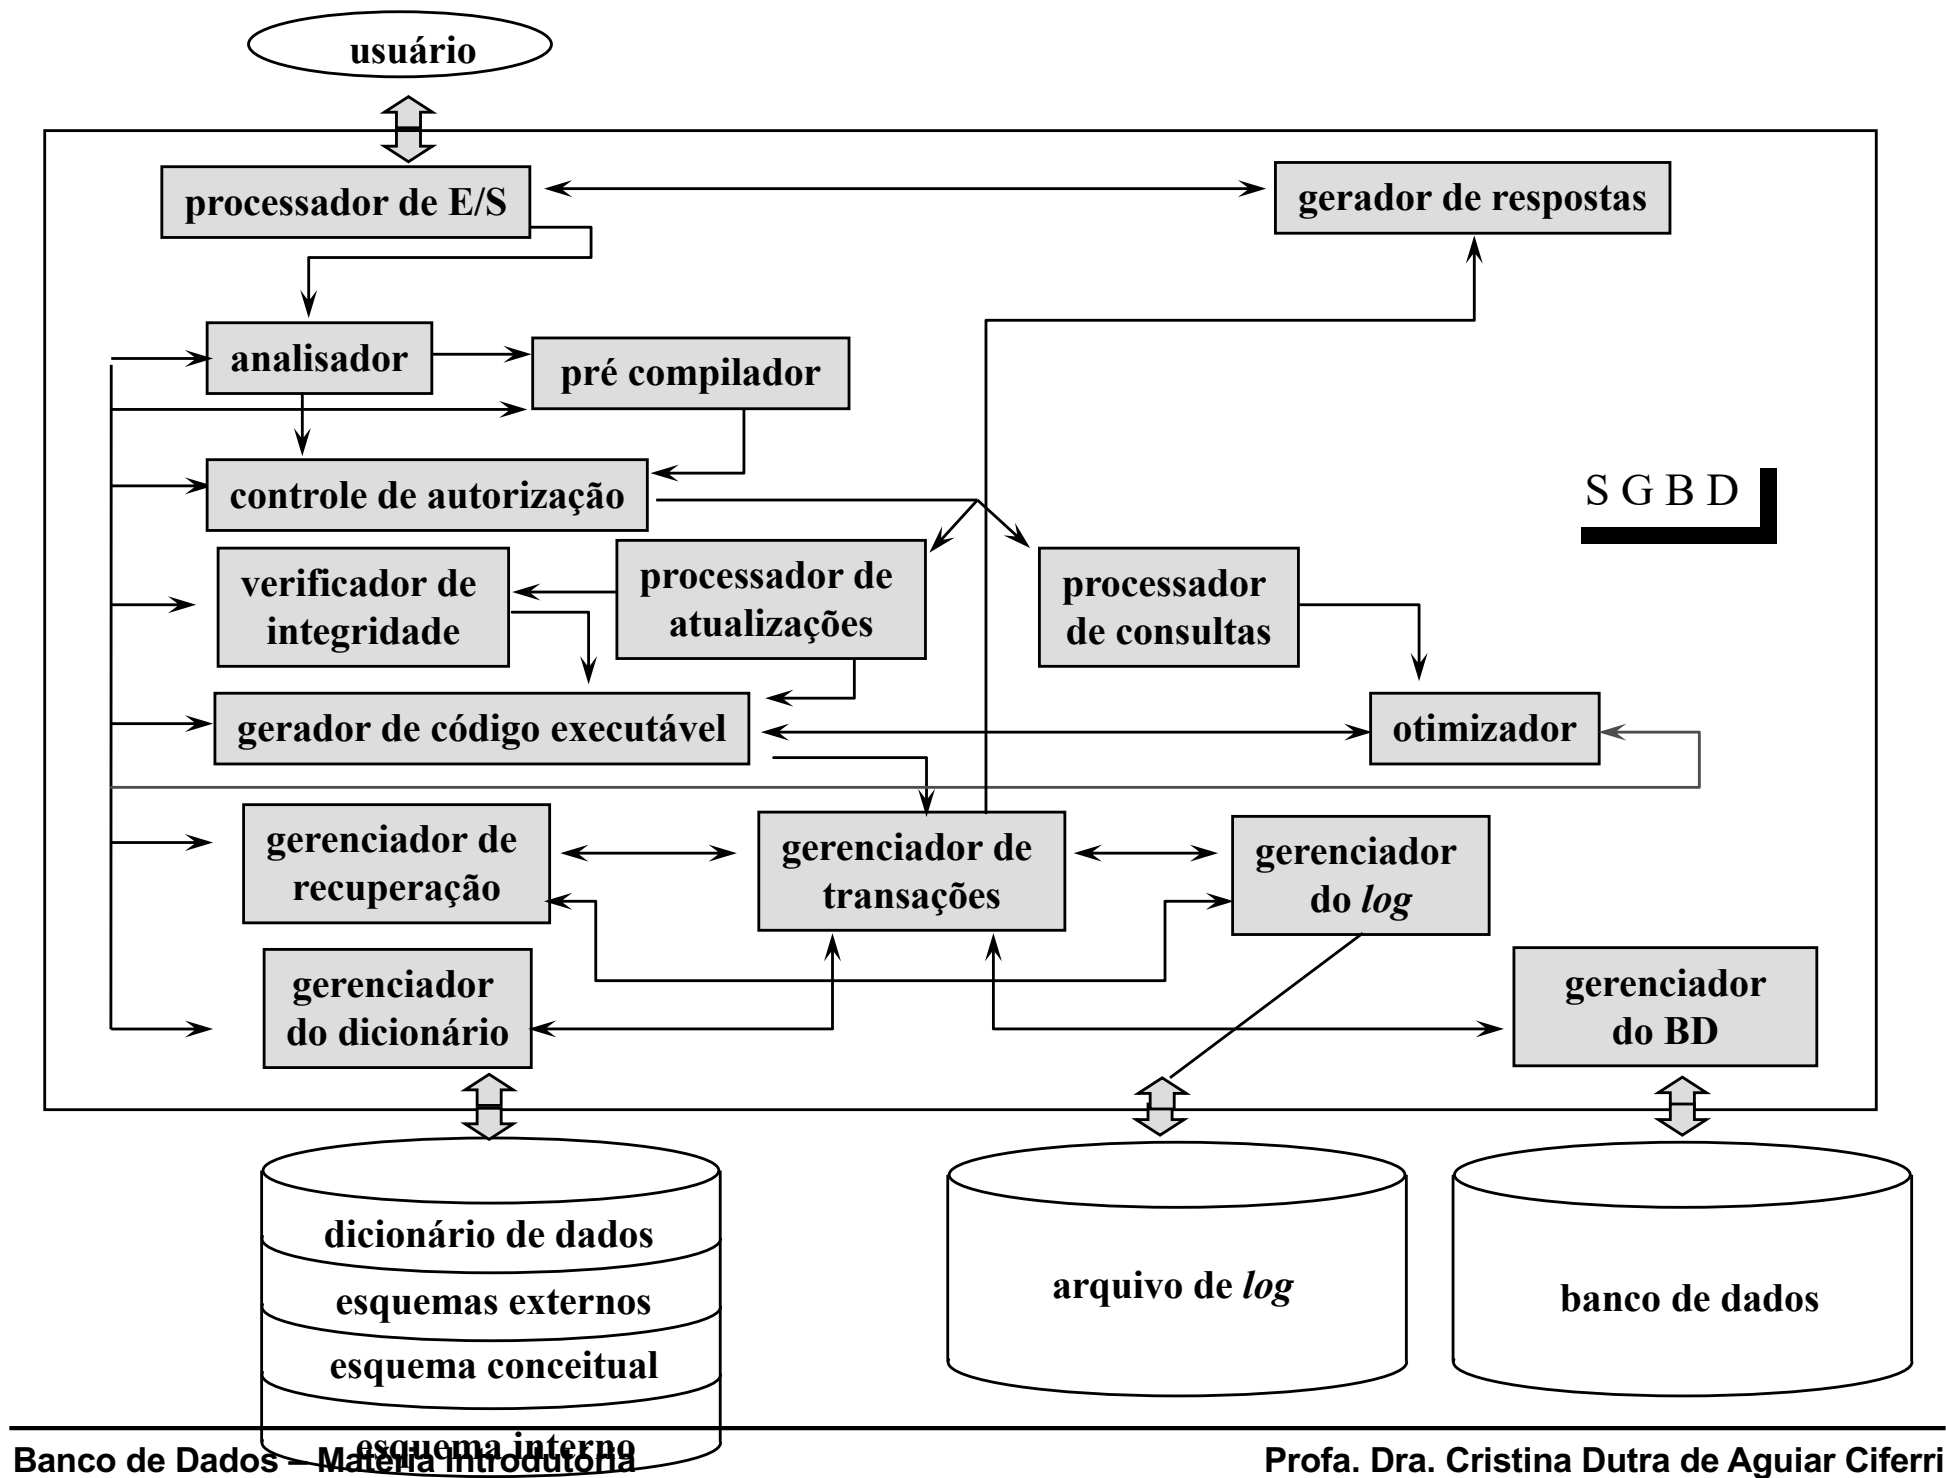 usuário
processador de E/S
gerador de respostas
analisador
pré compilador
controle de autorização
S G B D
verificador de
integridade
processador de
atualizações
processador
de consultas
gerador de código executável
otimizador
gerenciador de
recuperação
gerenciador de
transações
gerenciador
do log
gerenciador
do dicionário
gerenciador
do BD
dicionário de dados
esquemas externos
esquema conceitual
esquema interno
arquivo de log
banco de dados
Banco de Dados – Matéria Introdutória
Profa. Dra. Cristina Dutra de Aguiar Ciferri